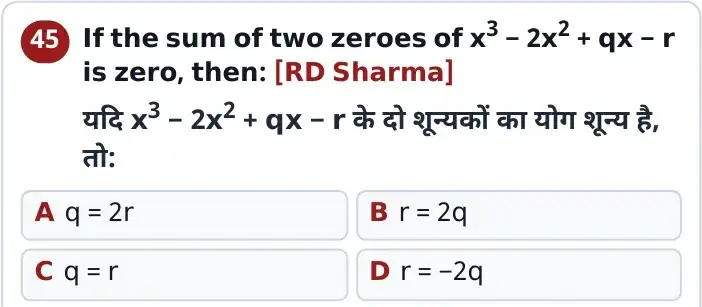 45 If the sum of two zeroes of x³ − 2x² + qx − r
is zero, then: [RD Sharma]
यदि x³ − 2x² + qx − r के दो शून्यकों का योग शून्य है,
तो:
A q = 2r
B r = 2q
C q = r
D r = −2q